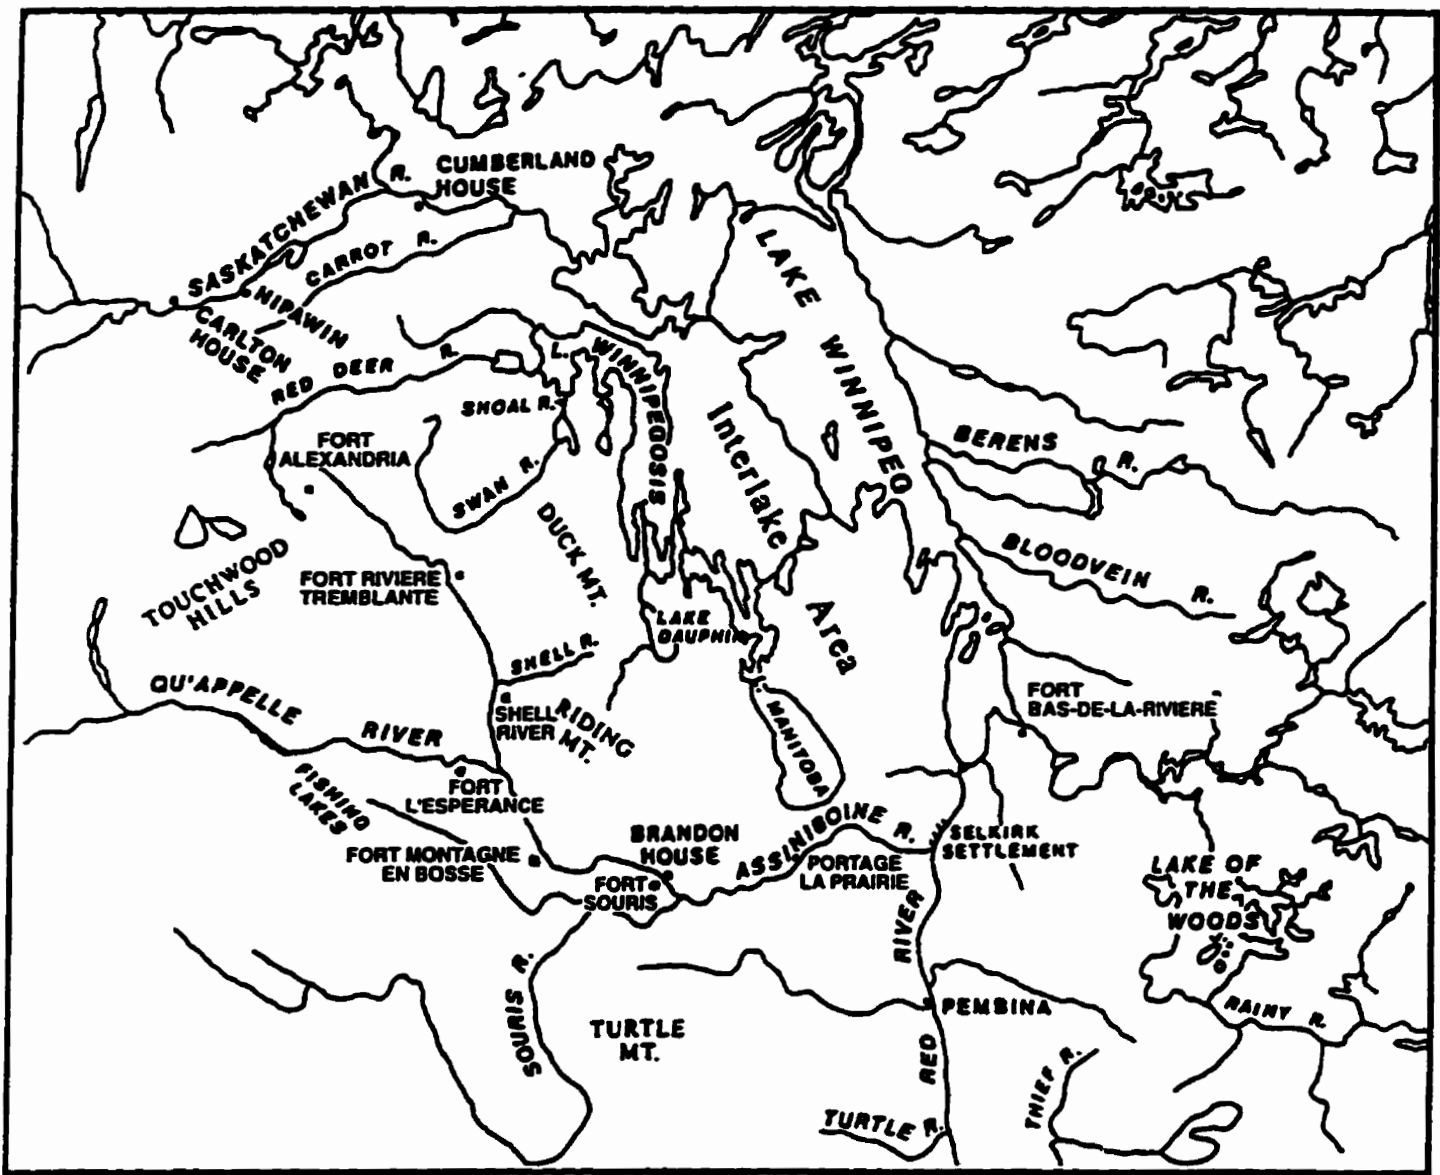 CUMBERLAND
HOUSE
SASKATCHEWAN R.
CARROT R.
NIPAWIN
CARLTON
HOUSE
LAKE WINNIPEG
RED DEER R.
L. WINNIPEGOSIS
SHOAL R.
SWAN R.
Interlake
Area
BERENS R.
FORT
ALEXANDRIA
DUCK MT.
BLOODVEIN R.
TOUCHWOOD
HILLS
FORT RIVIERE
TREMBLANTE
LAKE
DAUPHIN
SHELL R.
QU'APPELLE RIVER
SHELL
RIVER
RIDING
MT.
L. MANITOBA
FORT
BAS-DE-LA-RIVIERE
FISHING
LAKES
FORT
L'ESPERANCE
FORT MONTAGNE
EN BOSSE
BRANDON
HOUSE
FORT
SOURIS
ASSINIBOINE R.
PORTAGE
LA PRAIRIE
SELKIRK
SETTLEMENT
LAKE OF
THE
WOODS
RED RIVER
SOURIS R.
TURTLE
MT.
PEMBINA
RAINY R.
THIEF R.
TURTLE R.